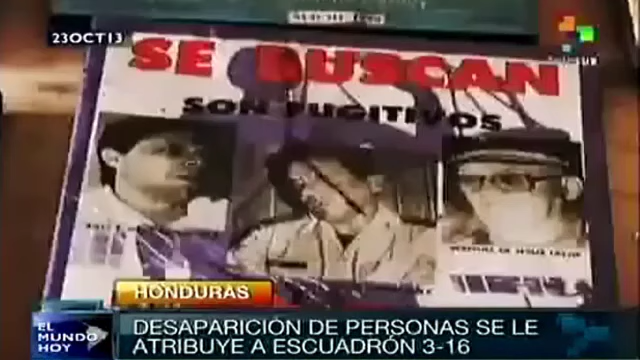 23OCT13
SE BUSCAN
SON FUGITIVOS
HONDURAS
EL MUNDO HOY
DESAPARICIÓN DE PERSONAS SE LE
ATRIBUYE A ESCUADRÓN 3-16